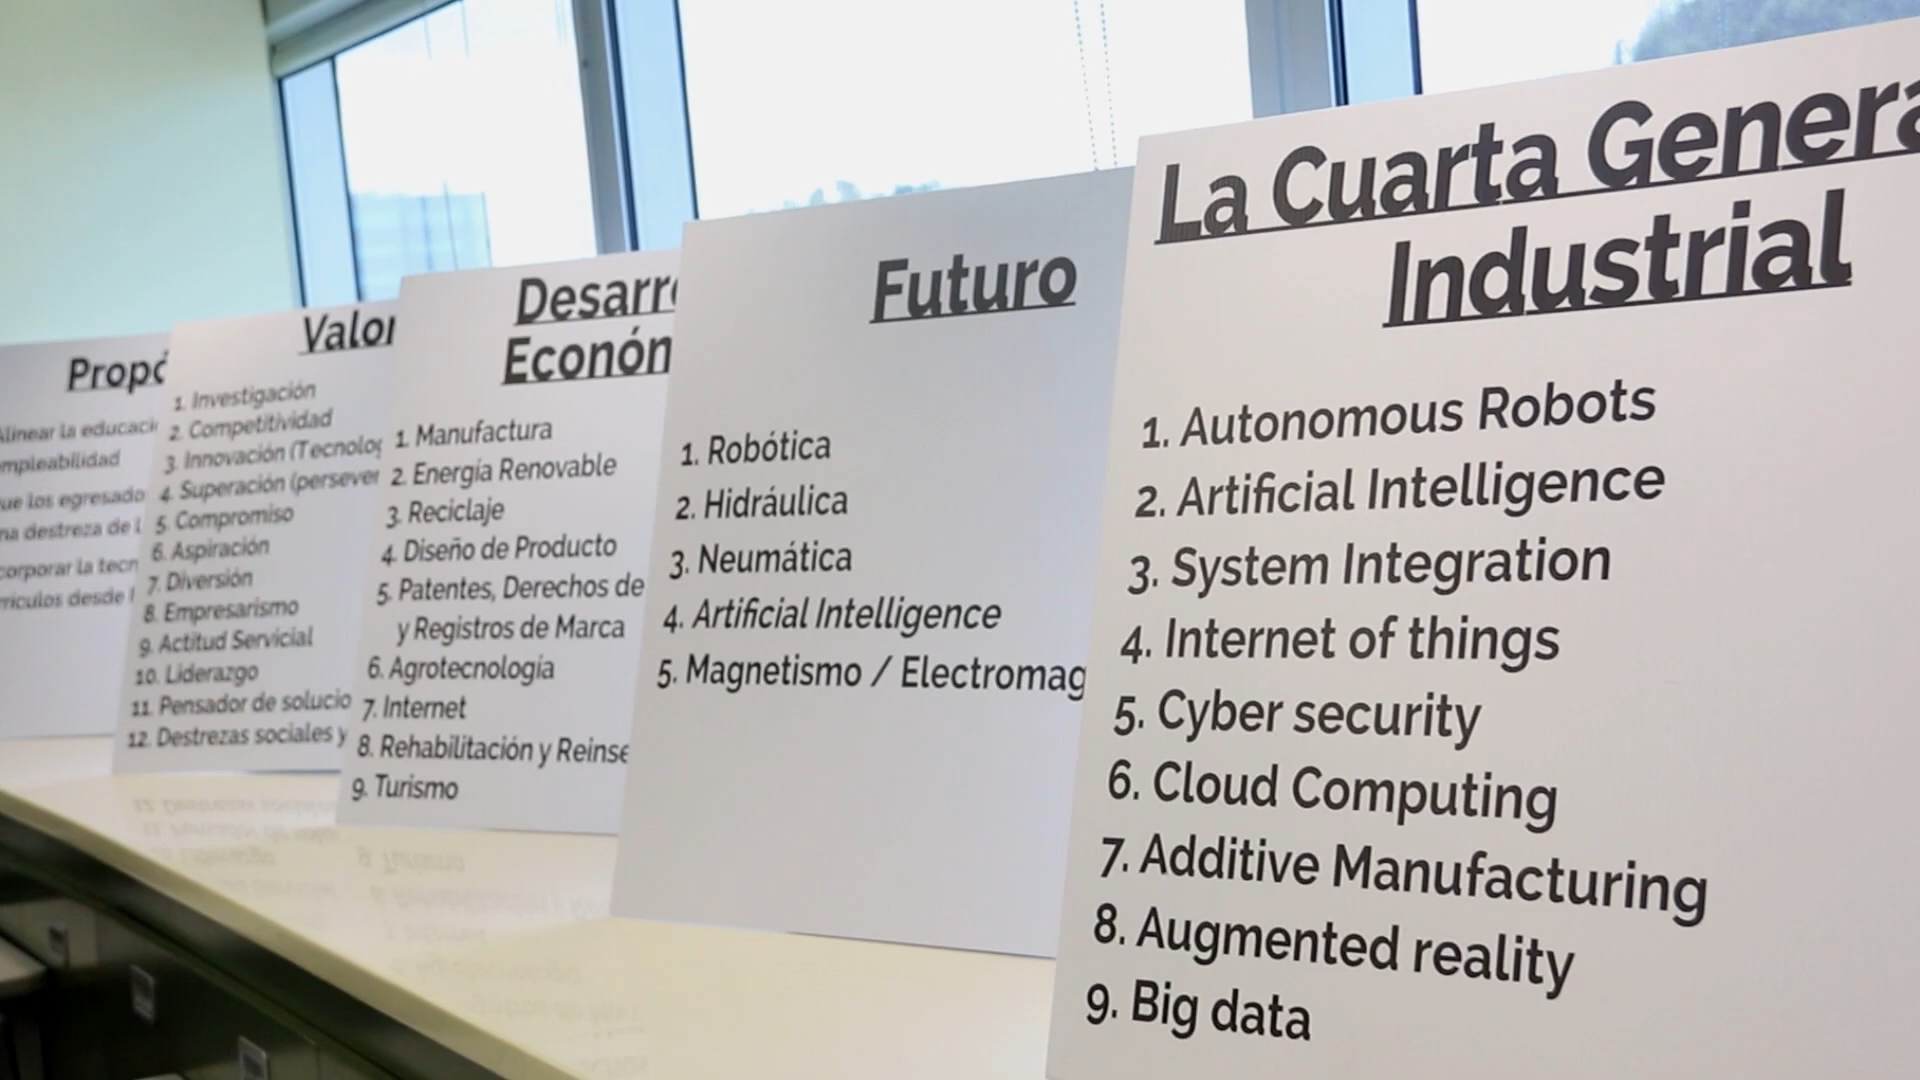 Propó
Alinear la educaci
empleabilidad
que los egresado
na destreza de l
corporar la tecn
rrículos desde l
Valor
1. Investigación
2. Competitividad
3. Innovación (Tecnolog
4. Superación (persever
5. Compromiso
6. Aspiración
7. Diversión
8. Empresarismo
9. Actitud Servicial
10. Liderazgo
11. Pensador de solucio
12. Destrezas sociales y
Desarro
Económ
1. Manufactura
2. Energía Renovable
3. Reciclaje
4. Diseño de Producto
5. Patentes, Derechos de
y Registros de Marca
6. Agrotecnología
7. Internet
8. Rehabilitación y Reinse
9. Turismo
Futuro
1. Robótica
2. Hidráulica
3. Neumática
4. Artificial Intelligence
5. Magnetismo / Electromag
La Cuarta Genera
Industrial
1. Autonomous Robots
2. Artificial Intelligence
3. System Integration
4. Internet of things
5. Cyber security
6. Cloud Computing
7. Additive Manufacturing
8. Augmented reality
9. Big data